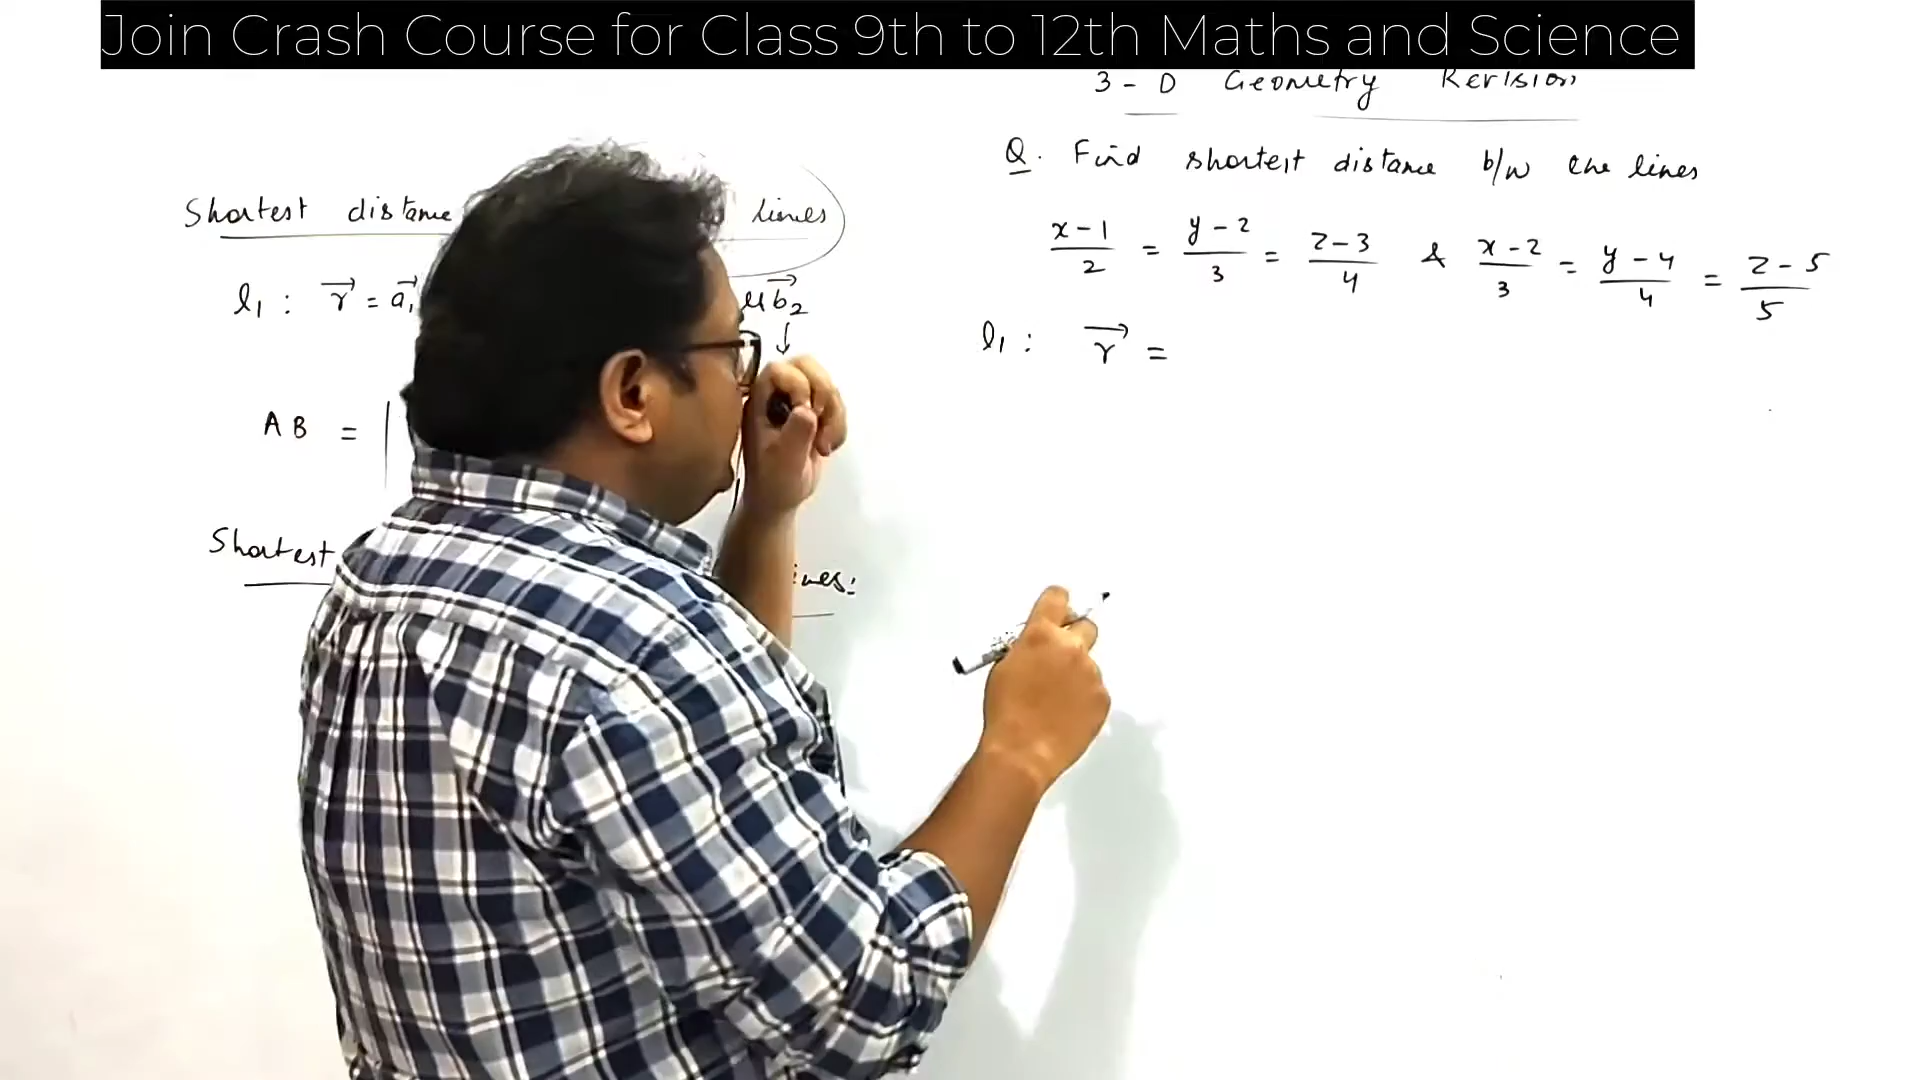 Join Crash Course for Class 9th to 12th Maths and Science
3-D Geometry Revision
Shortest distance lines
l₁ : r⃗ = a⃗₁ μb⃗₂
↓
AB = |
Shortest ines:
Q. Find shortest distance b/w the lines
x-1/2 = y-2/3 = z-3/4 & x-2/3 = y-4/4 = z-5/5
l₁ : r⃗ =